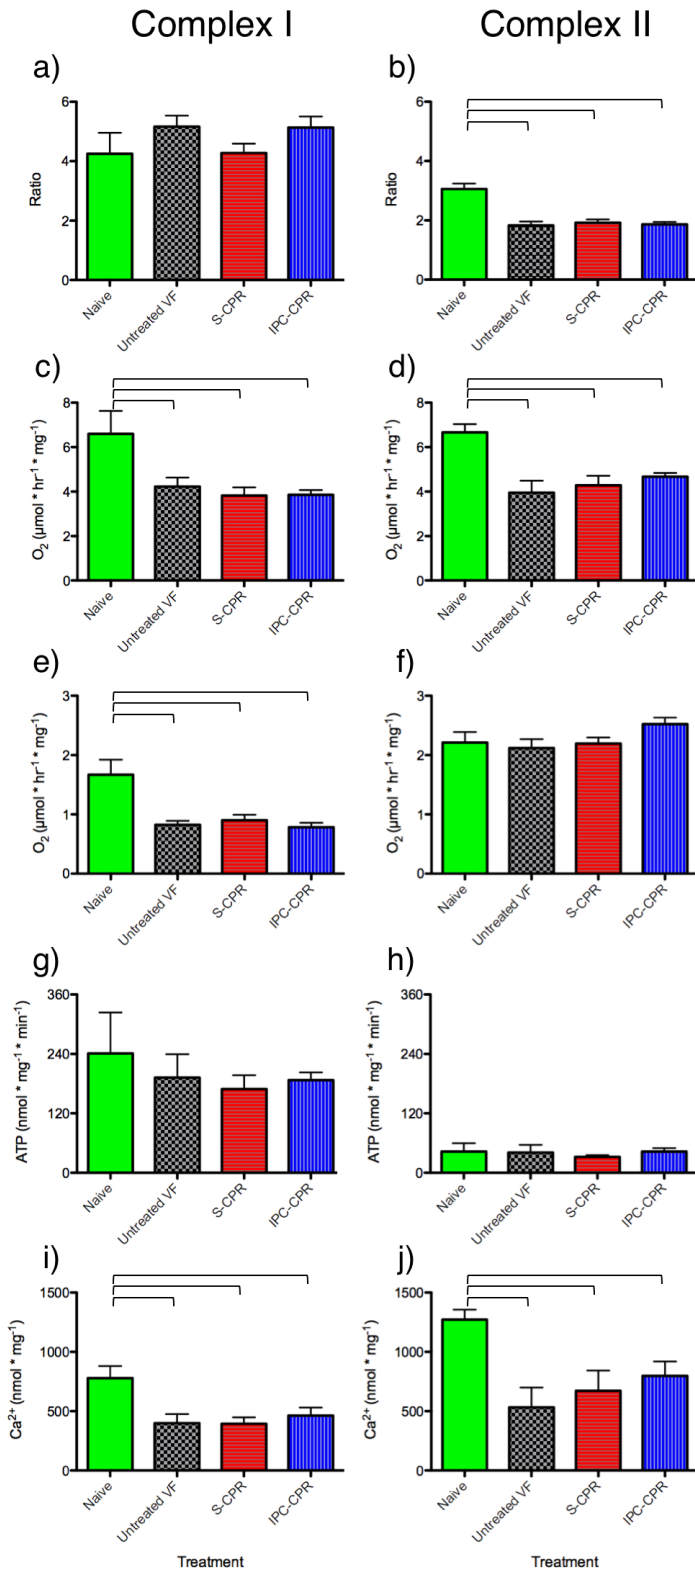 Complex I
Complex II
a)
6
4
2
0
Ratio
Naive
Untreated VF
S-CPR
IPC-CPR
b)
6
4
2
0
Ratio
Naive
Untreated VF
S-CPR
IPC-CPR
c)
8
6
4
2
0
O₂ (µmol * hr⁻¹ * mg⁻¹)
Naive
Untreated VF
S-CPR
IPC-CPR
d)
8
6
4
2
0
O₂ (µmol * hr⁻¹ * mg⁻¹)
Naive
Untreated VF
S-CPR
IPC-CPR
e)
3
2
1
0
O₂ (µmol * hr⁻¹ * mg⁻¹)
Naive
Untreated VF
S-CPR
IPC-CPR
f)
3
2
1
0
O₂ (µmol * hr⁻¹ * mg⁻¹)
Naive
Untreated VF
S-CPR
IPC-CPR
g)
360
240
120
0
ATP (nmol * mg⁻¹ * min⁻¹)
Naive
Untreated VF
S-CPR
IPC-CPR
h)
360
240
120
0
ATP (nmol * mg⁻¹ * min⁻¹)
Naive
Untreated VF
S-CPR
IPC-CPR
i)
1500
1000
500
0
Ca²⁺ (nmol * mg⁻¹)
Naive
Untreated VF
S-CPR
IPC-CPR
Treatment
j)
1500
1000
500
0
Ca²⁺ (nmol * mg⁻¹)
Naive
Untreated VF
S-CPR
IPC-CPR
Treatment